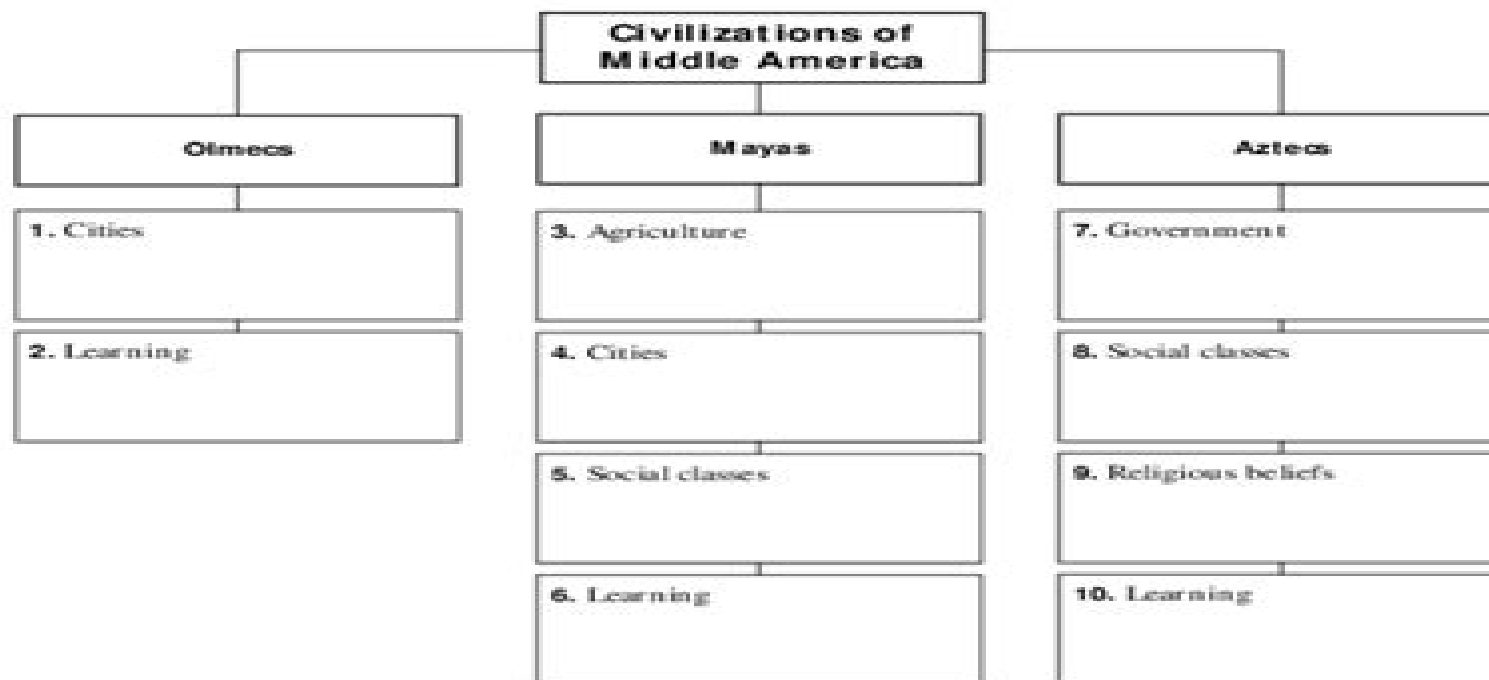 Civilizations of
Middle America
Olmecs
Mayas
Aztecs
1. Cities
2. Learning
3. Agriculture
4. Cities
5. Social classes
6. Learning
7. Government
8. Social classes
9. Religious beliefs
10. Learning